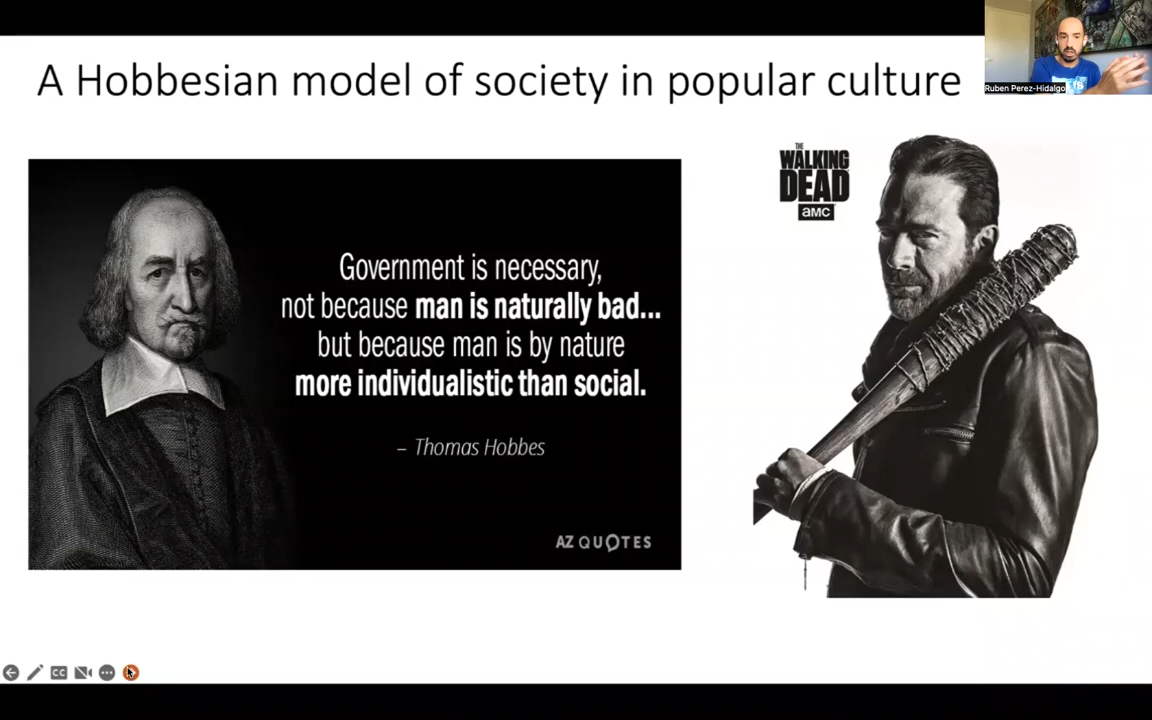 A Hobbesian model of society in popular culture
Ruben Perez-Hidalgo
THE
WALKING
DEAD
aMC
Government is necessary,
not because man is naturally bad...
but because man is by nature
more individualistic than social.
– Thomas Hobbes
AZ QUOTES
CC